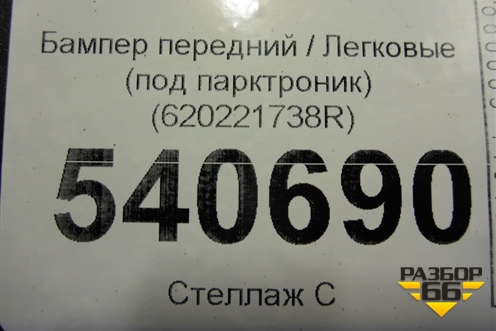 Бампер передний / Легковые
(под парктроник)
(620221738R)
540690
Стеллаж С
РАЗБОР
66